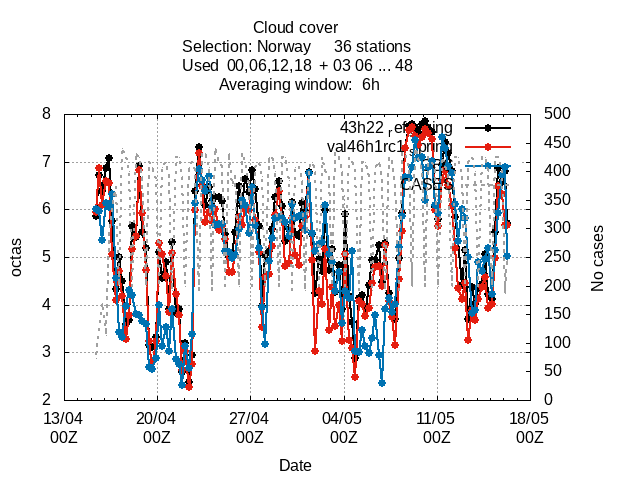 Cloud cover
Selection: Norway 36 stations
Used 00,06,12,18 + 03 06 ... 48
Averaging window: 6h
octas
No cases
8
7
6
5
4
3
2
500
450
400
350
300
250
200
150
100
50
0
CASES
13/04 20/04 27/04 04/05 11/05 18/05
00Z 00Z 00Z 00Z 00Z 00Z
Date